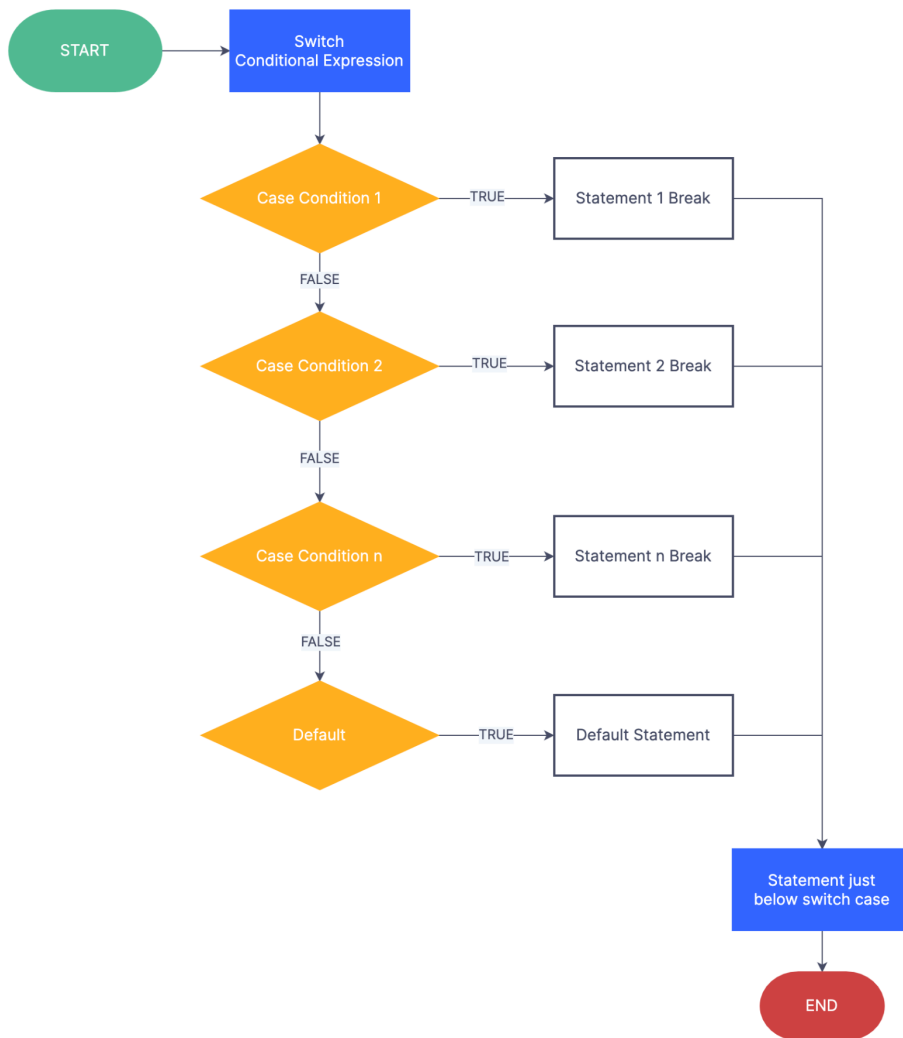 START
Switch
Conditional Expression
Case Condition 1
TRUE
Statement 1 Break
FALSE
Case Condition 2
TRUE
Statement 2 Break
FALSE
Case Condition n
TRUE
Statement n Break
FALSE
Default
TRUE
Default Statement
Statement just
below switch case
END